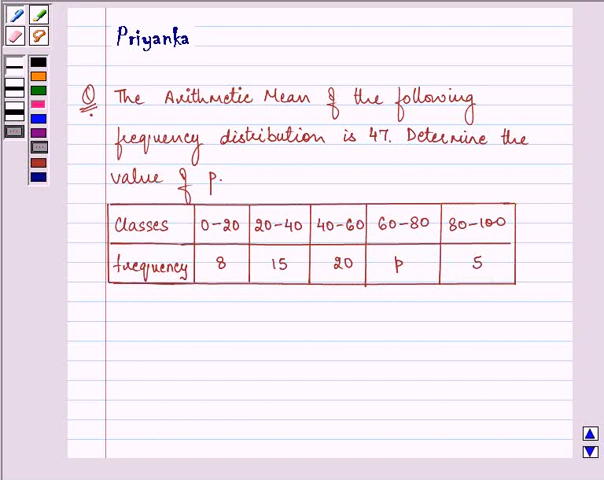 Priyanka
Q The Arithmetic Mean of the following
frequency distribution is 47. Determine the
value of p.
Classes 0-20 20-40 40-60 60-80 80-100
frequency 8 15 20 p 5